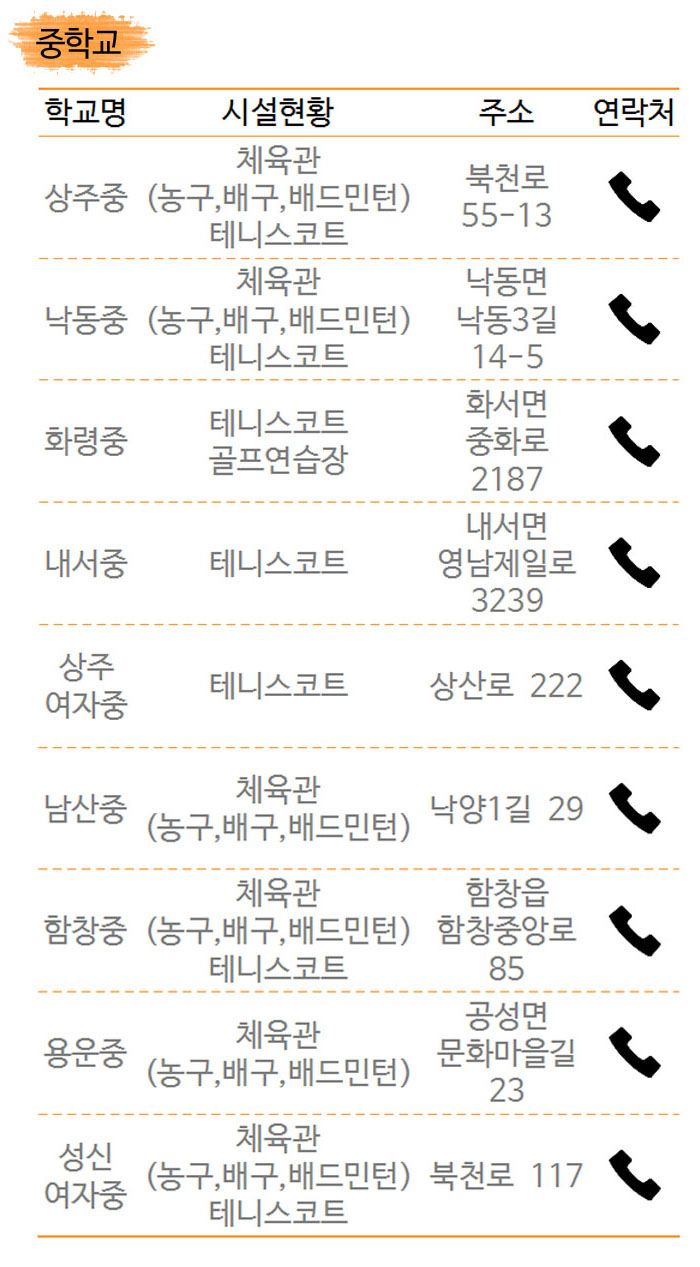 중학교
학교명 시설현황 주소 연락처
상주중
체육관
(농구,배구,배드민턴)
테니스코트
북천로
55-13
낙동중
체육관
(농구,배구,배드민턴)
테니스코트
낙동면
낙동3길
14-5
화령중
테니스코트
골프연습장
화서면
중화로
2187
내서중
테니스코트
내서면
영남제일로
3239
상주
여자중
테니스코트
상산로 222
남산중
체육관
(농구,배구,배드민턴)
낙양1길 29
함창중
체육관
(농구,배구,배드민턴)
테니스코트
함창읍
함창중앙로
85
용운중
체육관
(농구,배구,배드민턴)
공성면
문화마을길
23
성신
여자중
체육관
(농구,배구,배드민턴)
테니스코트
북천로 117